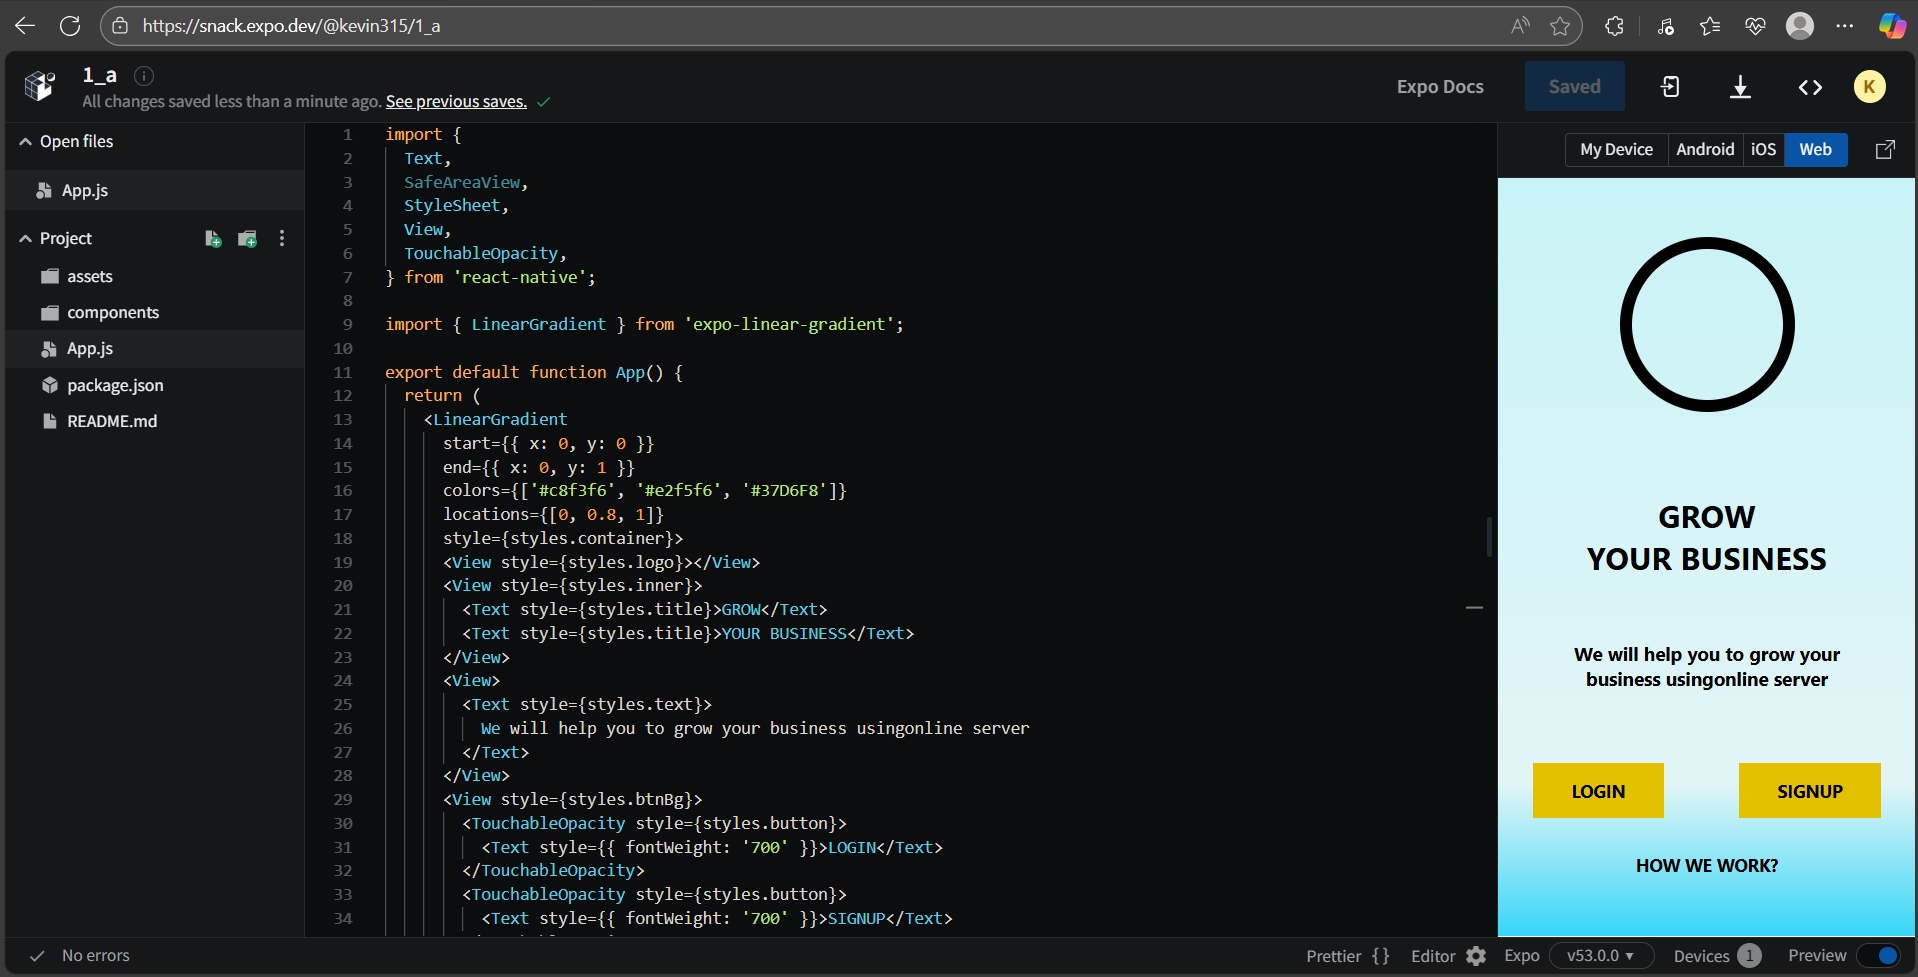 https://snack.expo.dev/@kevin315/1_a
1_a
All changes saved less than a minute ago. See previous saves.
Expo Docs
Saved
K
Open files
App.js
Project
assets
components
App.js
package.json
README.md
1 import {
2 Text,
3 SafeAreaView,
4 StyleSheet,
5 View,
6 TouchableOpacity,
7 } from 'react-native';
8
9 import { LinearGradient } from 'expo-linear-gradient';
10
11 export default function App() {
12 return (
13 <LinearGradient
14 start={{ x: 0, y: 0 }}
15 end={{ x: 0, y: 1 }}
16 colors={['#c8f3f6', '#e2f5f6', '#37D6F8']}
17 locations={[0, 0.8, 1]}
18 style={styles.container}>
19 <View style={styles.logo}></View>
20 <View style={styles.inner}>
21 <Text style={styles.title}>GROW</Text>
22 <Text style={styles.title}>YOUR BUSINESS</Text>
23 </View>
24 <View>
25 <Text style={styles.text}>
26 We will help you to grow your business usingonline server
27 </Text>
28 </View>
29 <View style={styles.btnBg}>
30 <TouchableOpacity style={styles.button}>
31 <Text style={{ fontWeight: '700' }}>LOGIN</Text>
32 </TouchableOpacity>
33 <TouchableOpacity style={styles.button}>
34 <Text style={{ fontWeight: '700' }}>SIGNUP</Text>
My Device Android iOS Web
GROW
YOUR BUSINESS
We will help you to grow your
business usingonline server
LOGIN SIGNUP
HOW WE WORK?
No errors
Prettier {} Editor Expo v53.0.0 Devices 1 Preview